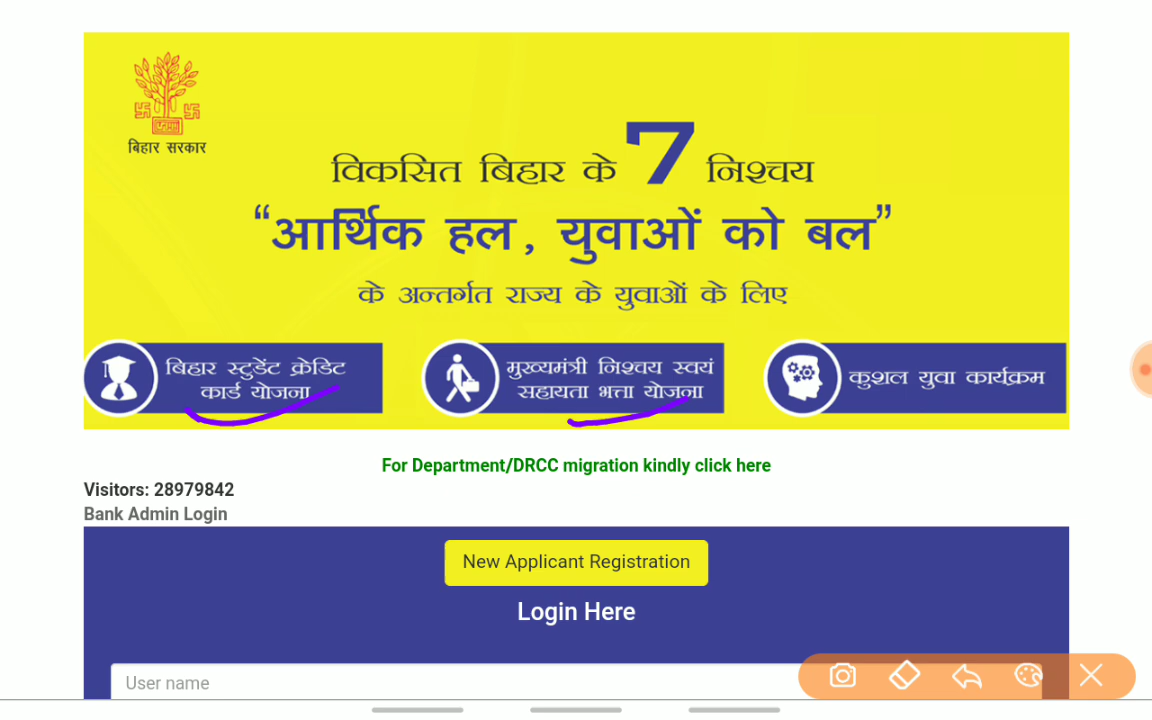 बिहार सरकार
विकसित बिहार के 7 निश्चय
“आर्थिक हल, युवाओं को बल”
के अन्तर्गत राज्य के युवाओं के लिए
बिहार स्टुडेंट क्रेडिट
कार्ड योजना
मुख्यमंत्री निश्चय स्वयं
सहायता भत्ता योजना
कुशल युवा कार्यक्रम
For Department/DRCC migration kindly click here
Visitors: 28979842
Bank Admin Login
New Applicant Registration
Login Here
User name